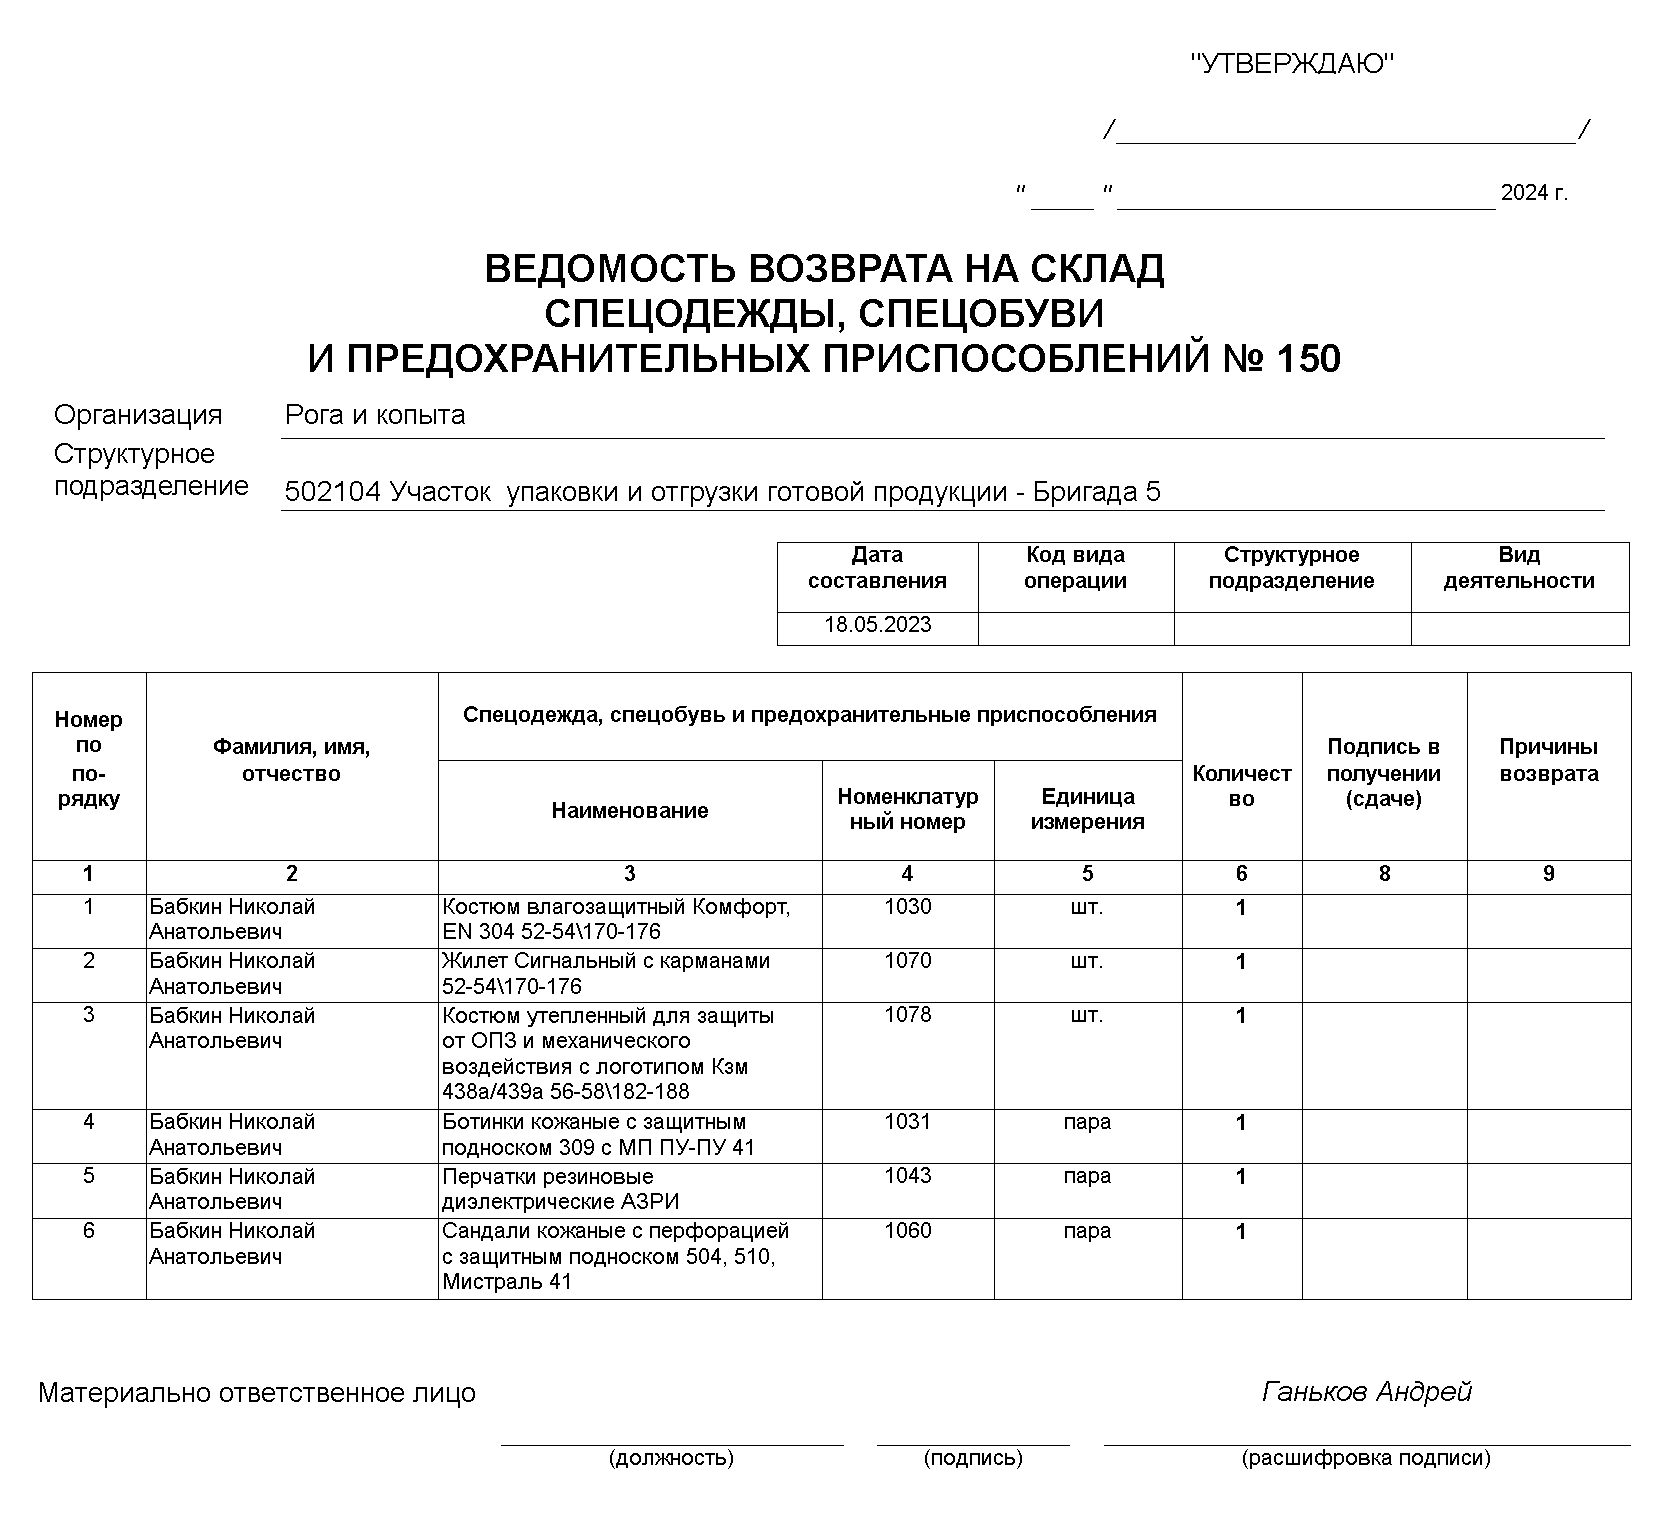 "УТВЕРЖДАЮ"
/ /
" " 2024 г.
ВЕДОМОСТЬ ВОЗВРАТА НА СКЛАД
СПЕЦОДЕЖДЫ, СПЕЦОБУВИ
И ПРЕДОХРАНИТЕЛЬНЫХ ПРИСПОСОБЛЕНИЙ № 150
Организация Рога и копыта
Структурное
подразделение 502104 Участок  упаковки и отгрузки готовой продукции - Бригада 5
Дата
составления
Код вида
операции
Структурное
подразделение
Вид
деятельности
18.05.2023
Номер
по
по-
рядку
Фамилия, имя,
отчество
Спецодежда, спецобувь и предохранительные приспособления
Наименование
Номенклатур
ный номер
Единица
измерения
Количест
во
Подпись в
получении
(сдаче)
Причины
возврата
1 2 3 4 5 6 8 9
1 Бабкин Николай Костюм влагозащитный Комфорт, 1030 шт. 1
Анатольевич EN 304 52-54\170-176
2 Бабкин Николай Жилет Сигнальный с карманами 1070 шт. 1
Анатольевич 52-54\170-176
3 Бабкин Николай Костюм утепленный для защиты 1078 шт. 1
Анатольевич от ОПЗ и механического
воздействия с логотипом Кзм
438а/439а 56-58\182-188
4 Бабкин Николай Ботинки кожаные с защитным 1031 пара 1
Анатольевич подноском 309 с МП ПУ-ПУ 41
5 Бабкин Николай Перчатки резиновые 1043 пара 1
Анатольевич диэлектрические АЗРИ
6 Бабкин Николай Сандали кожаные с перфорацией 1060 пара 1
Анатольевич с защитным подноском 504, 510,
Мистраль 41
Материально ответственное лицо Ганьков Андрей
(должность) (подпись) (расшифровка подписи)